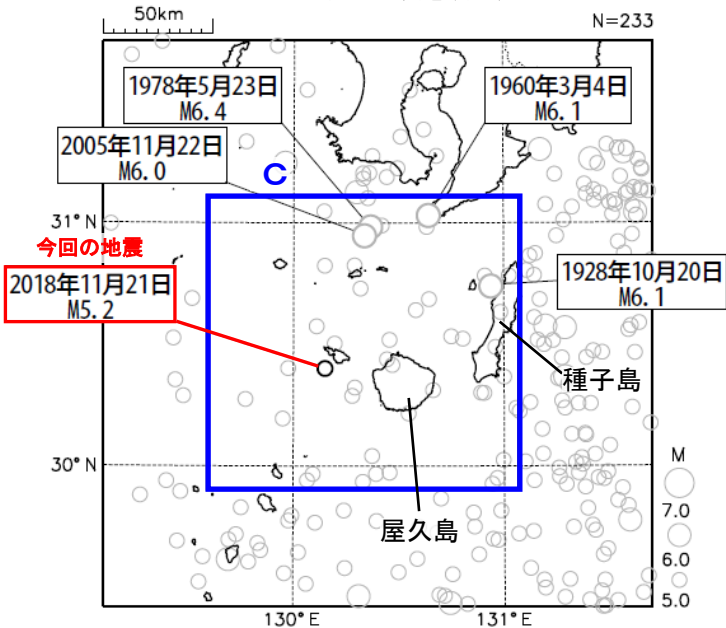 50km
N=233
1978年5月23日
M6.4
1960年3月4日
M6.1
2005年11月22日
M6.0
C
31°N
今回の地震
2018年11月21日
M5.2
1928年10月20日
M6.1
種子島
30°N
屋久島
M
7.0
6.0
5.0
130°E
131°E